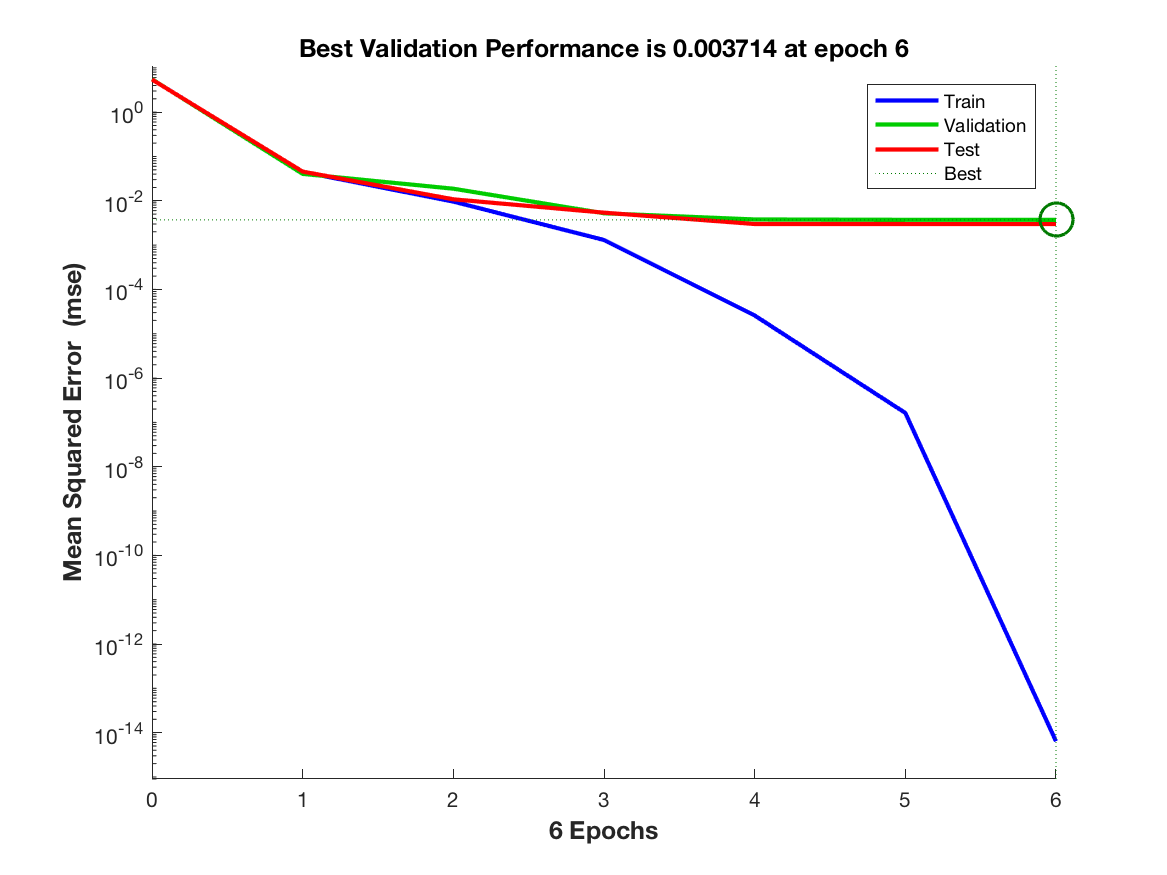 Best Validation Performance is 0.003714 at epoch 6
Train
Validation
Test
Best
10^0
10^-2
10^-4
10^-6
10^-8
10^-10
10^-12
10^-14
Mean Squared Error (mse)
0 1 2 3 4 5 6
6 Epochs